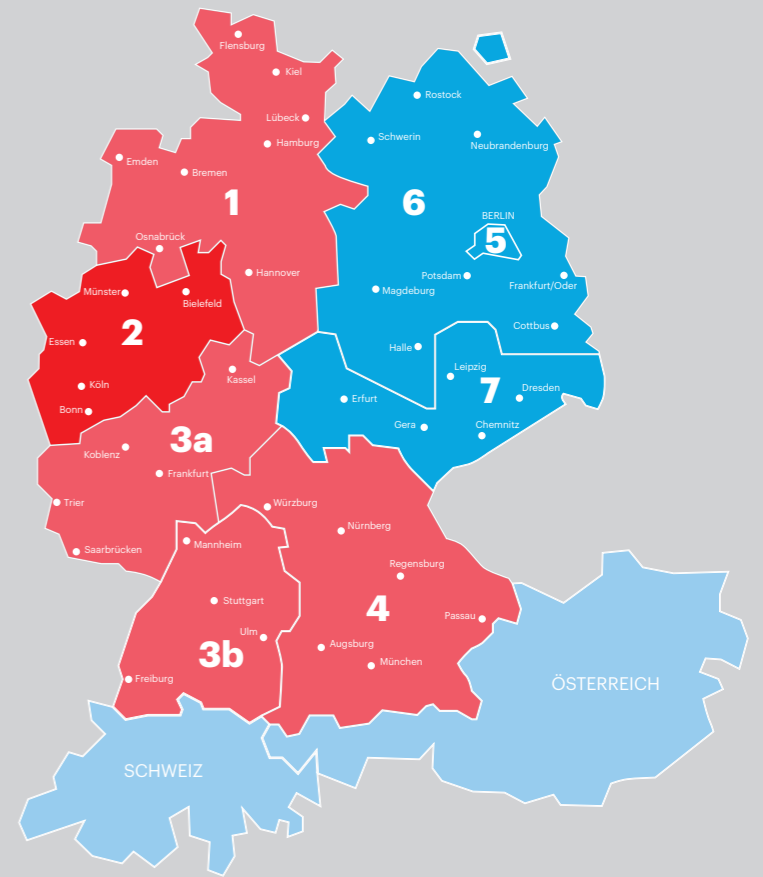 Flensburg
Kiel
Rostock
Lübeck
Schwerin
Neubrandenburg
Hamburg
Emden
Bremen
1
6
BERLIN
5
Osnabrück
Hannover
Potsdam
Frankfurt/Oder
Münster
Bielefeld
Magdeburg
2
Cottbus
Essen
Halle
Kassel
Leipzig
7
Dresden
Köln
Erfurt
Bonn
Gera
Chemnitz
3a
Koblenz
Frankfurt
Trier
Würzburg
Nürnberg
Saarbrücken
Mannheim
Regensburg
Stuttgart
4
Passau
Ulm
3b
Augsburg
München
Freiburg
ÖSTERREICH
SCHWEIZ